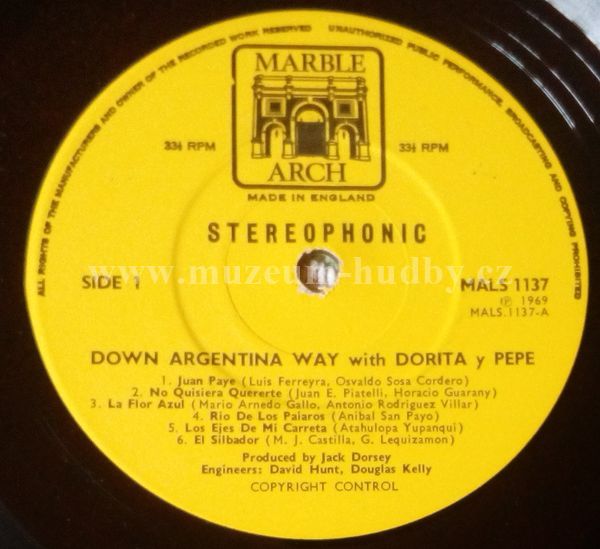 ALL RIGHTS OF THE MANUFACTURERS AND OWNER OF THE RECORDED WORK RESERVED
UNAUTHORIZED PUBLIC PERFORMANCE, BROADCASTING AND COPYING PROHIBITED
MARBLE
ARCH
33⅓ RPM
33⅓ RPM
MADE IN ENGLAND
STEREOPHONIC
www.muzeum-hudby.cz
SIDE 1
MALS 1137
℗ 1969
MALS.1137-A
DOWN ARGENTINA WAY with DORITA y PEPE
1. Juan Paye (Luis Ferreyra, Osvaldo Sosa Cordero)
2. No Quisiera Quererte (Juan E. Piatelli, Horacio Guarany)
3. La Flor Azul (Mario Arnedo Gallo, Antonio Rodriguez Villar)
4. Rio De Los Paiaros (Anibal San Payo)
5. Los Ejes De Mi Carreta (Atahulopa Yupanqui)
6. El Silbador (M. J. Castilla, G. Lequizamon)
Produced by Jack Dorsey
Engineers: David Hunt, Douglas Kelly
COPYRIGHT CONTROL